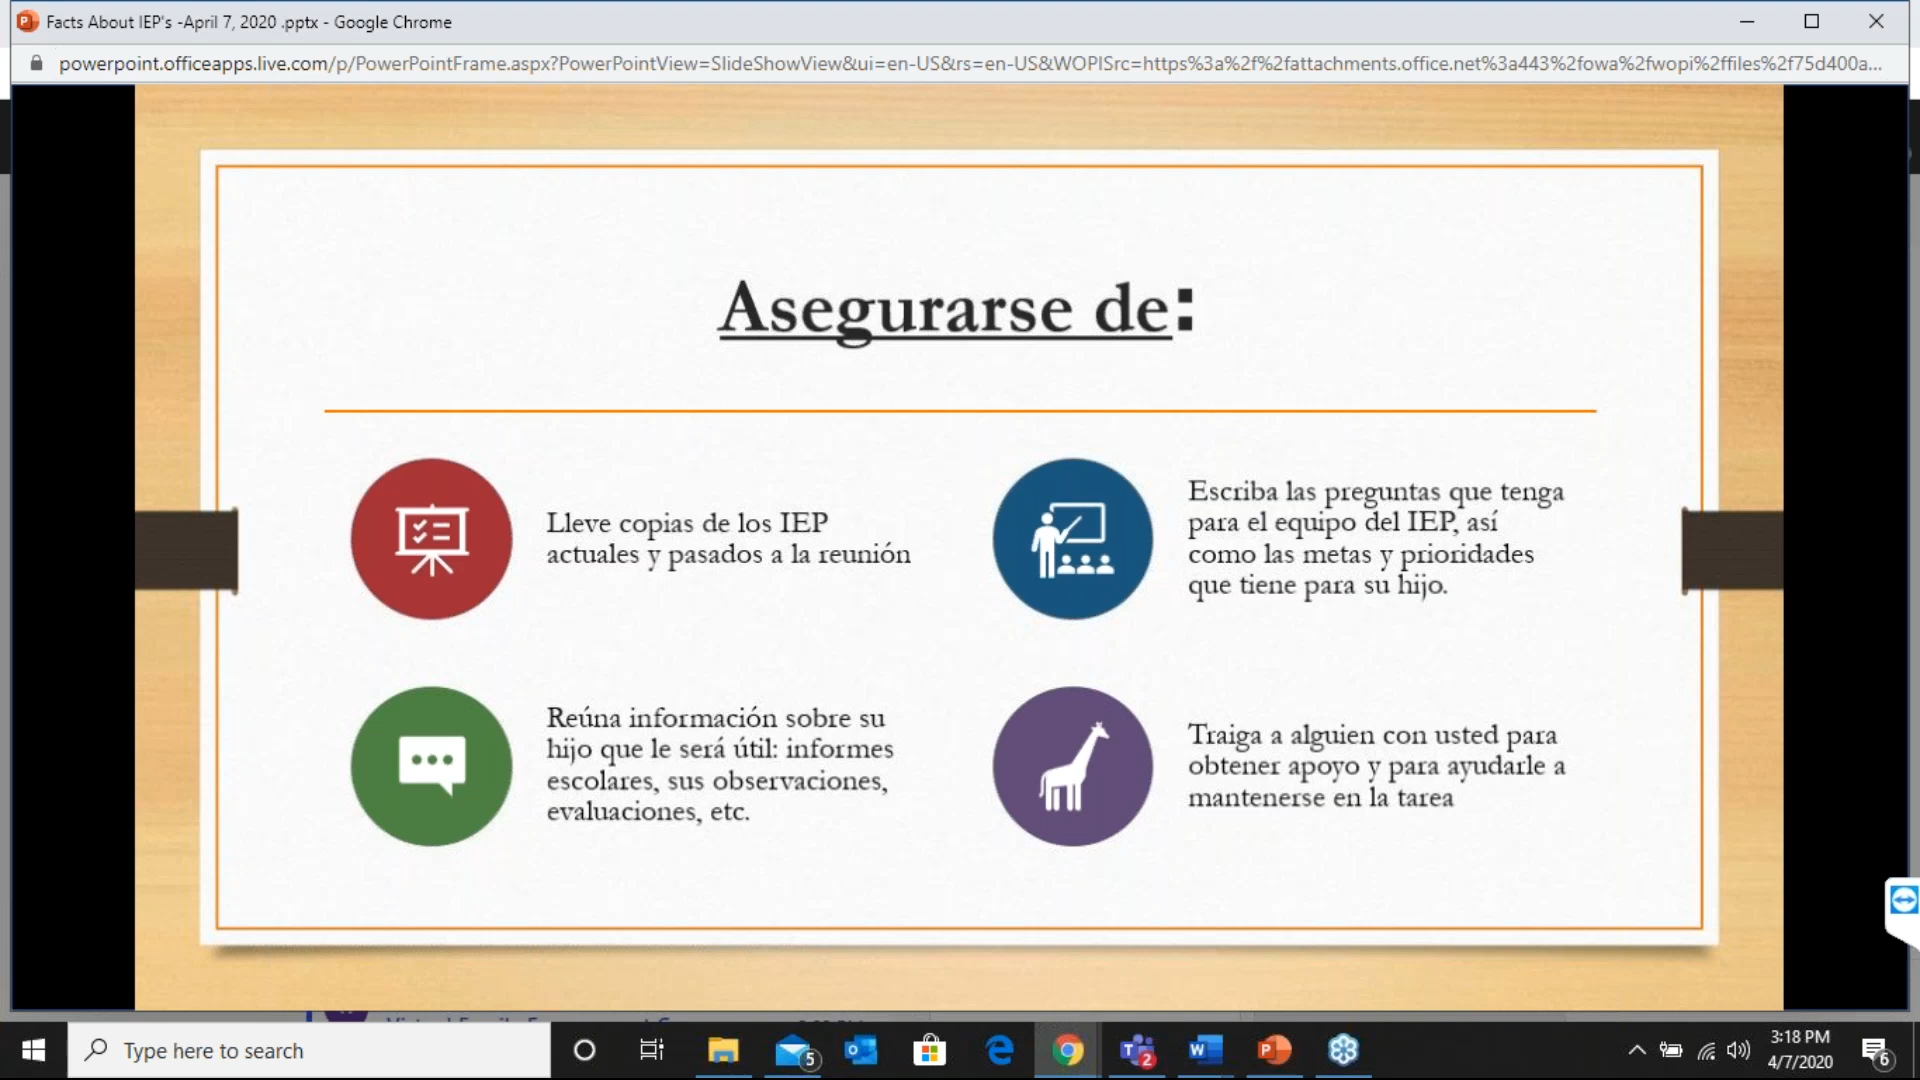 Facts About IEP's -April 7, 2020 .pptx - Google Chrome
powerpoint.officeapps.live.com/p/PowerPointFrame.aspx?PowerPointView=SlideShowView&ui=en-US&rs=en-US&WOPISrc=https%3a%2f%2fattachments.office.net%3a443%2fowa%2fwopi%2ffiles%2f75d400a...
Asegurarse de:
Lleve copias de los IEP
actuales y pasados a la reunión
Escriba las preguntas que tenga
para el equipo del IEP, así
como las metas y prioridades
que tiene para su hijo.
Reúna información sobre su
hijo que le será útil: informes
escolares, sus observaciones,
evaluaciones, etc.
Traiga a alguien con usted para
obtener apoyo y para ayudarle a
mantenerse en la tarea
Type here to search
5
2
3:18 PM
4/7/2020
6